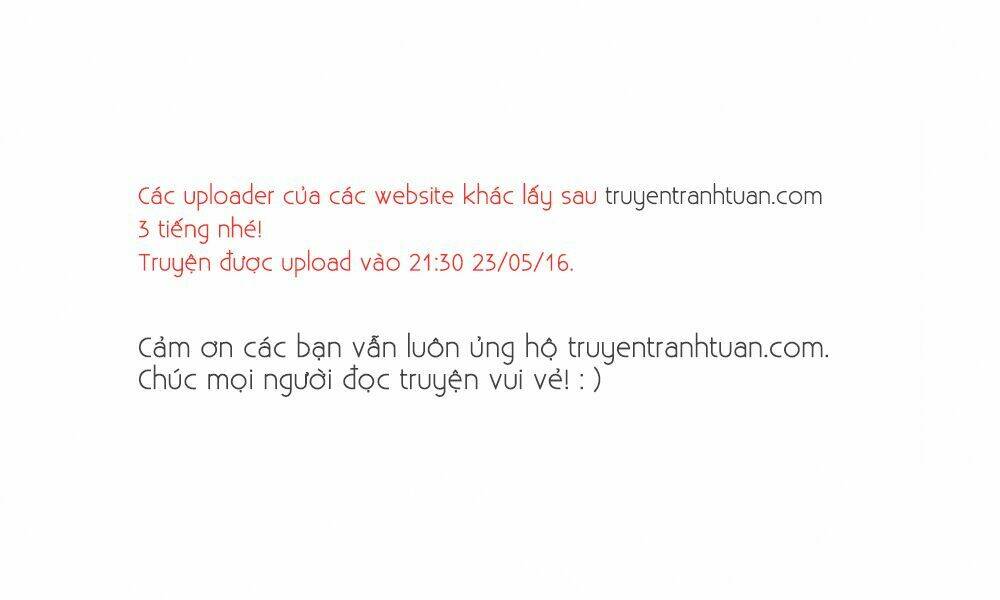 Các uploader của các website khác lấy sau truyentranhtuan.com
3 tiếng nhé!
Truyện được upload vào 21:30 23/05/16.
Cảm ơn các bạn vẫn luôn ủng hộ truyentranhtuan.com.
Chúc mọi người đọc truyện vui vẻ! : )